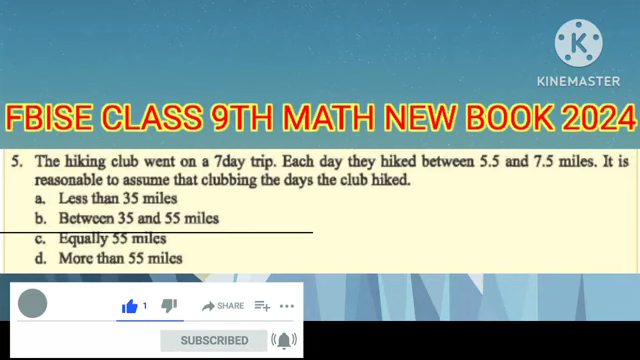 KINEMASTER
FBISE CLASS 9TH MATH NEW BOOK 2024
5. The hiking club went on a 7day trip. Each day they hiked between 5.5 and 7.5 miles. It is
reasonable to assume that clubbing the days the club hiked.
a. Less than 35 miles
b. Between 35 and 55 miles
c. Equally 55 miles
d. More than 55 miles
1 SHARE
SUBSCRIBED